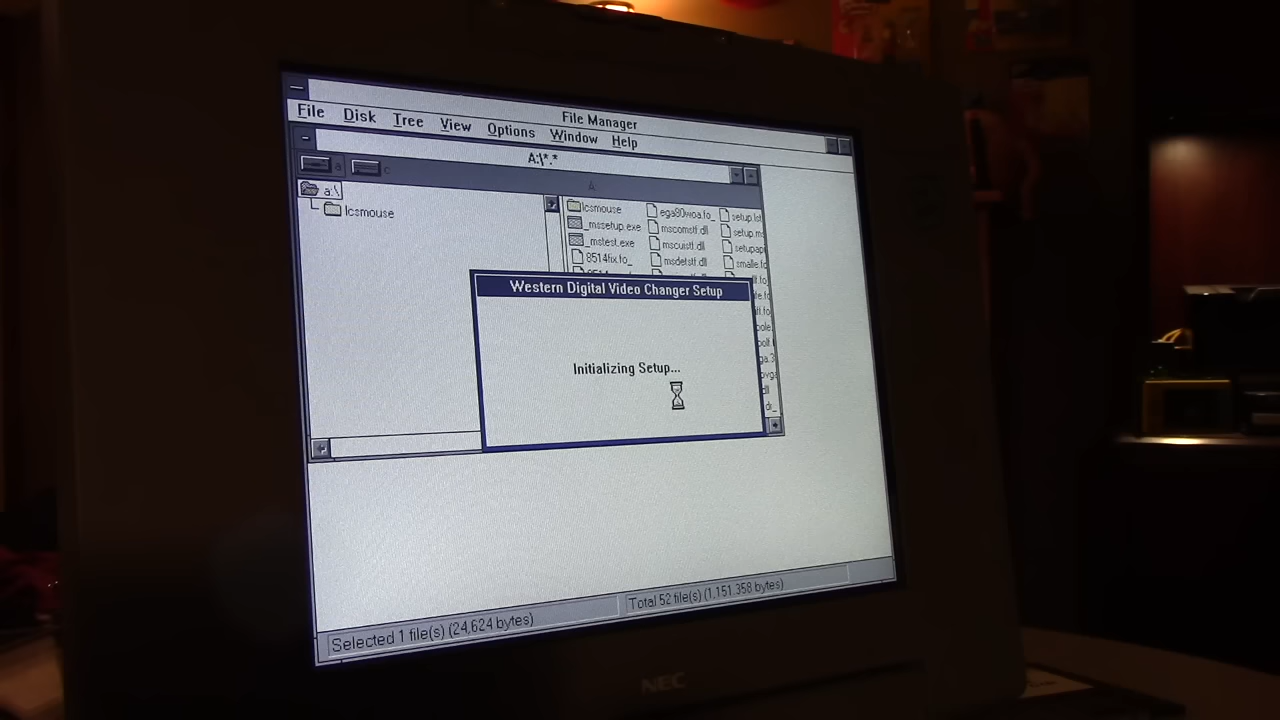 File Manager
File Disk Tree View Options Window Help
A:\*.*
a c
a:\
lcsmouse
lcsmouse
_mssetup.exe
_mstest.exe
8514fix.fo_
ega80woa.fo_
mscomstf.dll
mscuistf.dll
msdetstf.dll
setup.lst
Western Digital Video Changer Setup
Initializing Setup...
Selected 1 file(s) (24,624 bytes)
Total 52 file(s) (1,151,358 bytes)
NEC